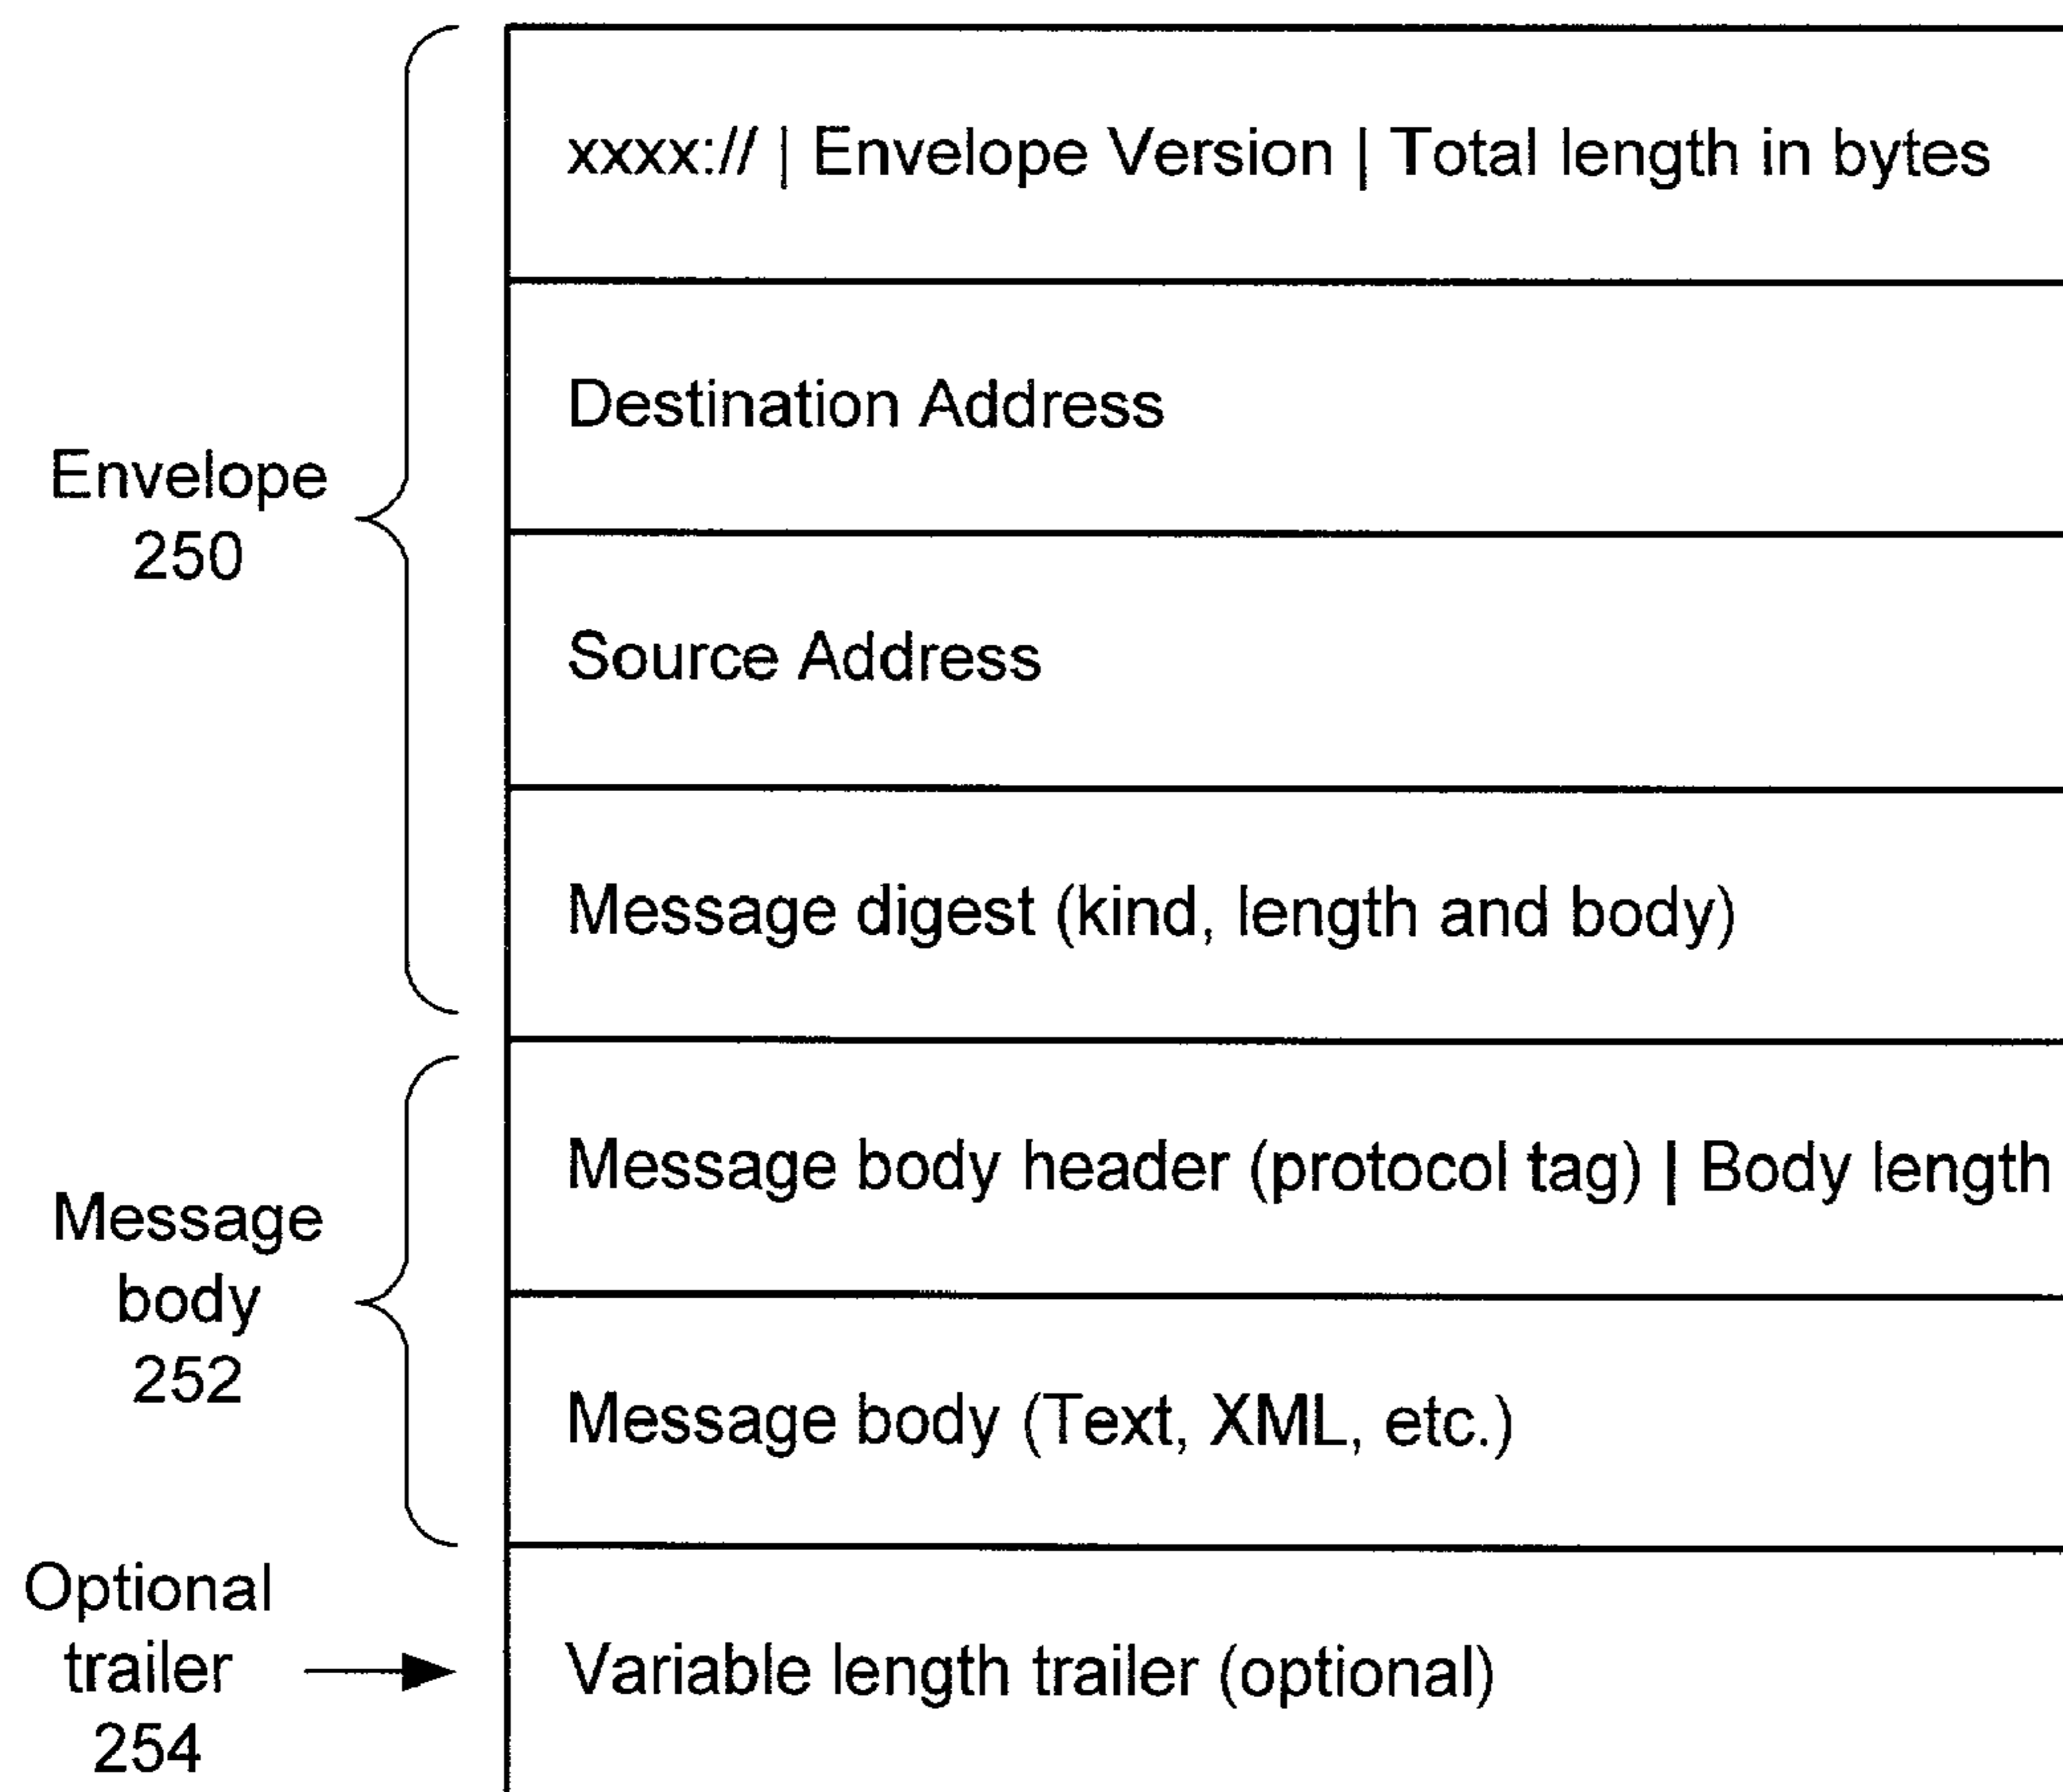 xxxx:// | Envelope Version | Total length in bytes
Destination Address
Envelope
250
Source Address
Message digest (kind, length and body)
Message body header (protocol tag) | Body length
Message
body
252
Message body (Text, XML, etc.)
Optional
trailer
254
Variable length trailer (optional)